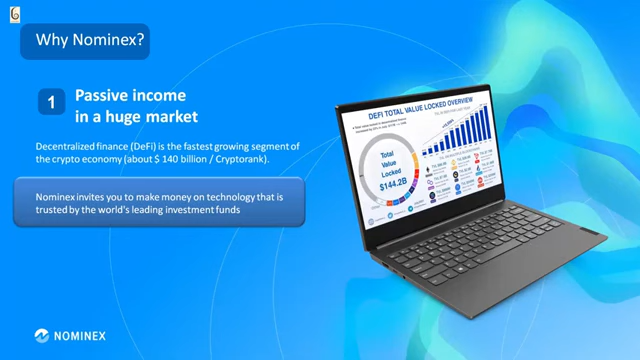 Why Nominex?
1
Passive income
in a huge market
Decentralized finance (DeFi) is the fastest growing segment of
the crypto economy (about $ 140 billion / Cryptorank).
Nominex invites you to make money on technology that is
trusted by the world's leading investment funds
DEFI TOTAL VALUE LOCKED OVERVIEW
Total
Value
Locked
$144.2B
NOMINEX